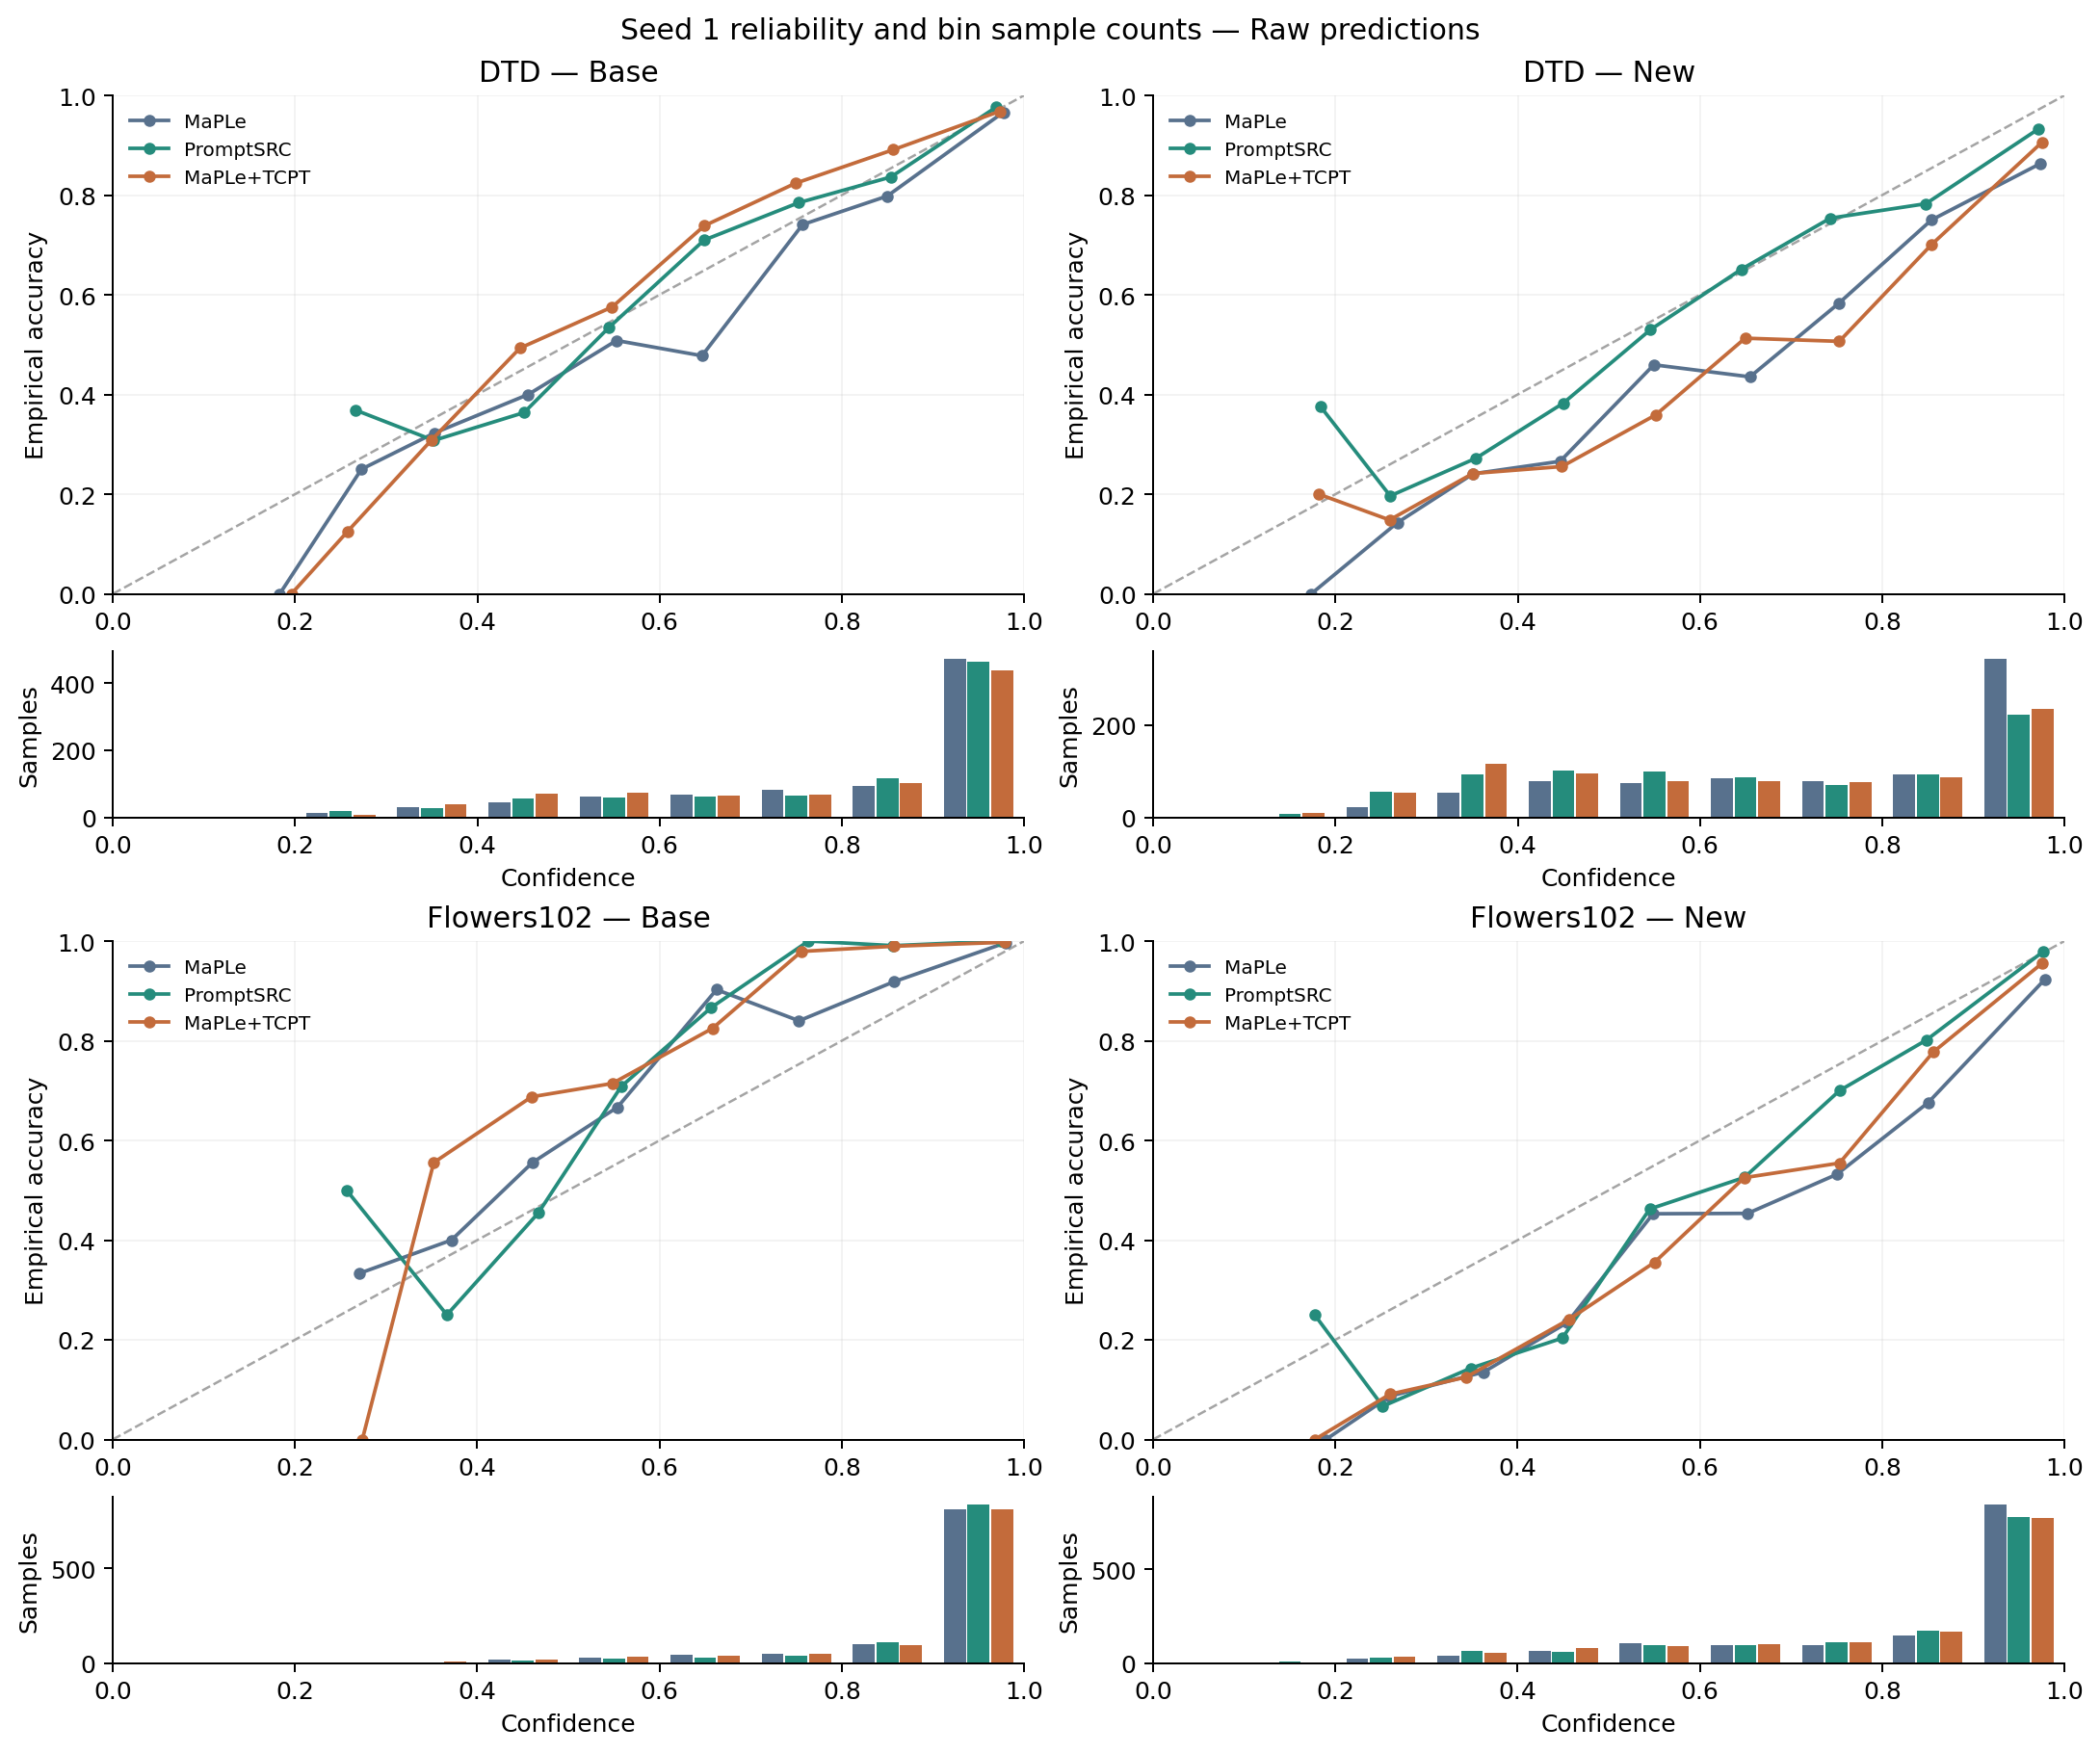 Seed 1 reliability and bin sample counts — Raw predictions
DTD — Base
1.0
0.8
0.6
0.4
0.2
0.0
Empirical accuracy
MaPLe
PromptSRC
MaPLe+TCPT
0.0 0.2 0.4 0.6 0.8 1.0
DTD — New
1.0
0.8
0.6
0.4
0.2
0.0
Empirical accuracy
MaPLe
PromptSRC
MaPLe+TCPT
0.0 0.2 0.4 0.6 0.8 1.0
400
200
0
Samples
0.0 0.2 0.4 0.6 0.8 1.0
Confidence
200
0
Samples
0.0 0.2 0.4 0.6 0.8 1.0
Confidence
Flowers102 — Base
1.0
0.8
0.6
0.4
0.2
0.0
Empirical accuracy
MaPLe
PromptSRC
MaPLe+TCPT
0.0 0.2 0.4 0.6 0.8 1.0
Flowers102 — New
1.0
0.8
0.6
0.4
0.2
0.0
Empirical accuracy
MaPLe
PromptSRC
MaPLe+TCPT
0.0 0.2 0.4 0.6 0.8 1.0
500
0
Samples
0.0 0.2 0.4 0.6 0.8 1.0
Confidence
500
0
Samples
0.0 0.2 0.4 0.6 0.8 1.0
Confidence